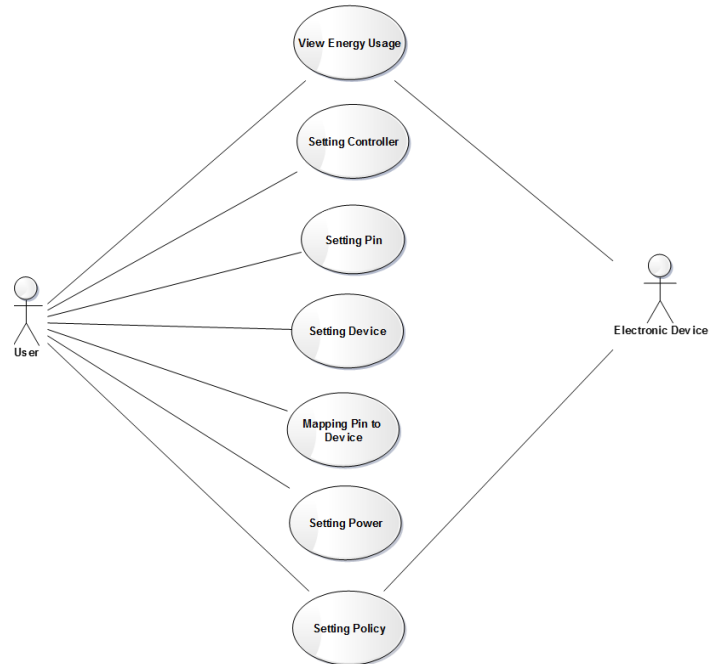 View Energy Usage
Setting Controller
Setting Pin
User
Electronic Device
Setting Device
Mapping Pin to
Device
Setting Power
Setting Policy